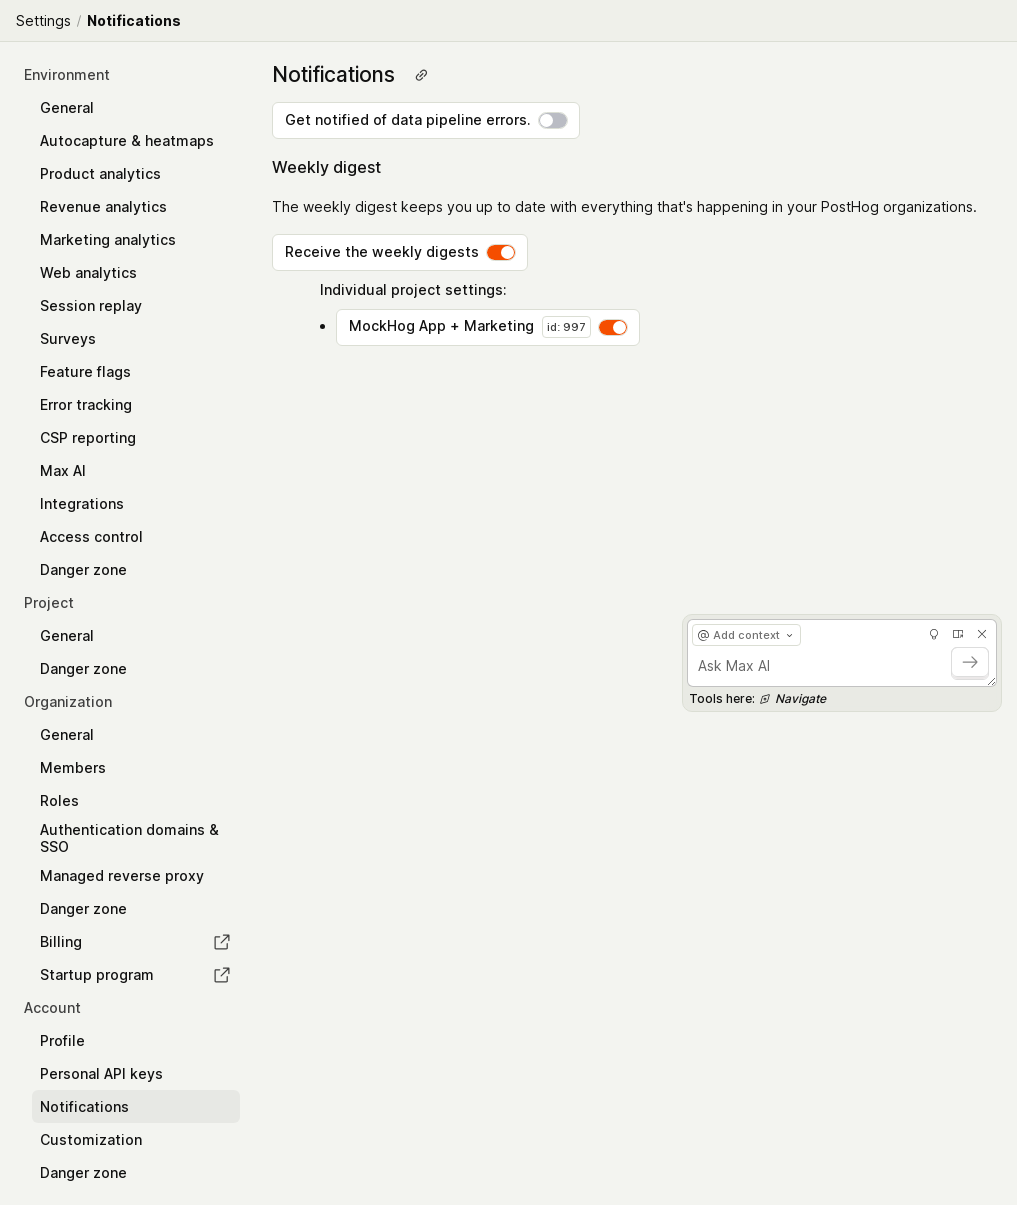 Settings / Notifications
Environment
General
Autocapture & heatmaps
Product analytics
Revenue analytics
Marketing analytics
Web analytics
Session replay
Surveys
Feature flags
Error tracking
CSP reporting
Max AI
Integrations
Access control
Danger zone
Project
General
Danger zone
Organization
General
Members
Roles
Authentication domains &
SSO
Managed reverse proxy
Danger zone
Billing
Startup program
Account
Profile
Personal API keys
Notifications
Customization
Danger zone
Notifications
Get notified of data pipeline errors.
Weekly digest
The weekly digest keeps you up to date with everything that's happening in your PostHog organizations.
Receive the weekly digests
Individual project settings:
• MockHog App + Marketing id: 997
@ Add context
Ask Max AI
Tools here: Navigate